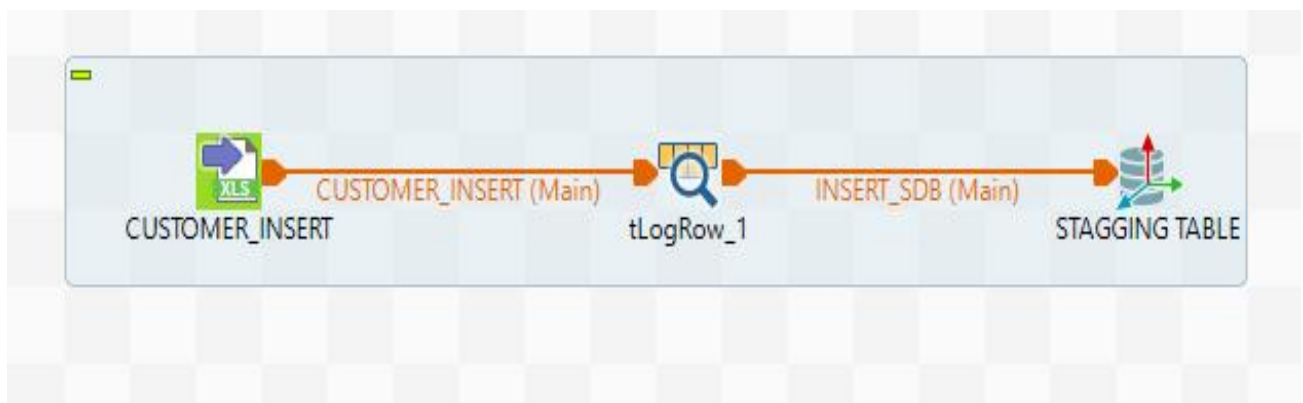 XLS
CUSTOMER_INSERT (Main)
INSERT_SDB (Main)
CUSTOMER_INSERT
tLogRow_1
STAGGING TABLE